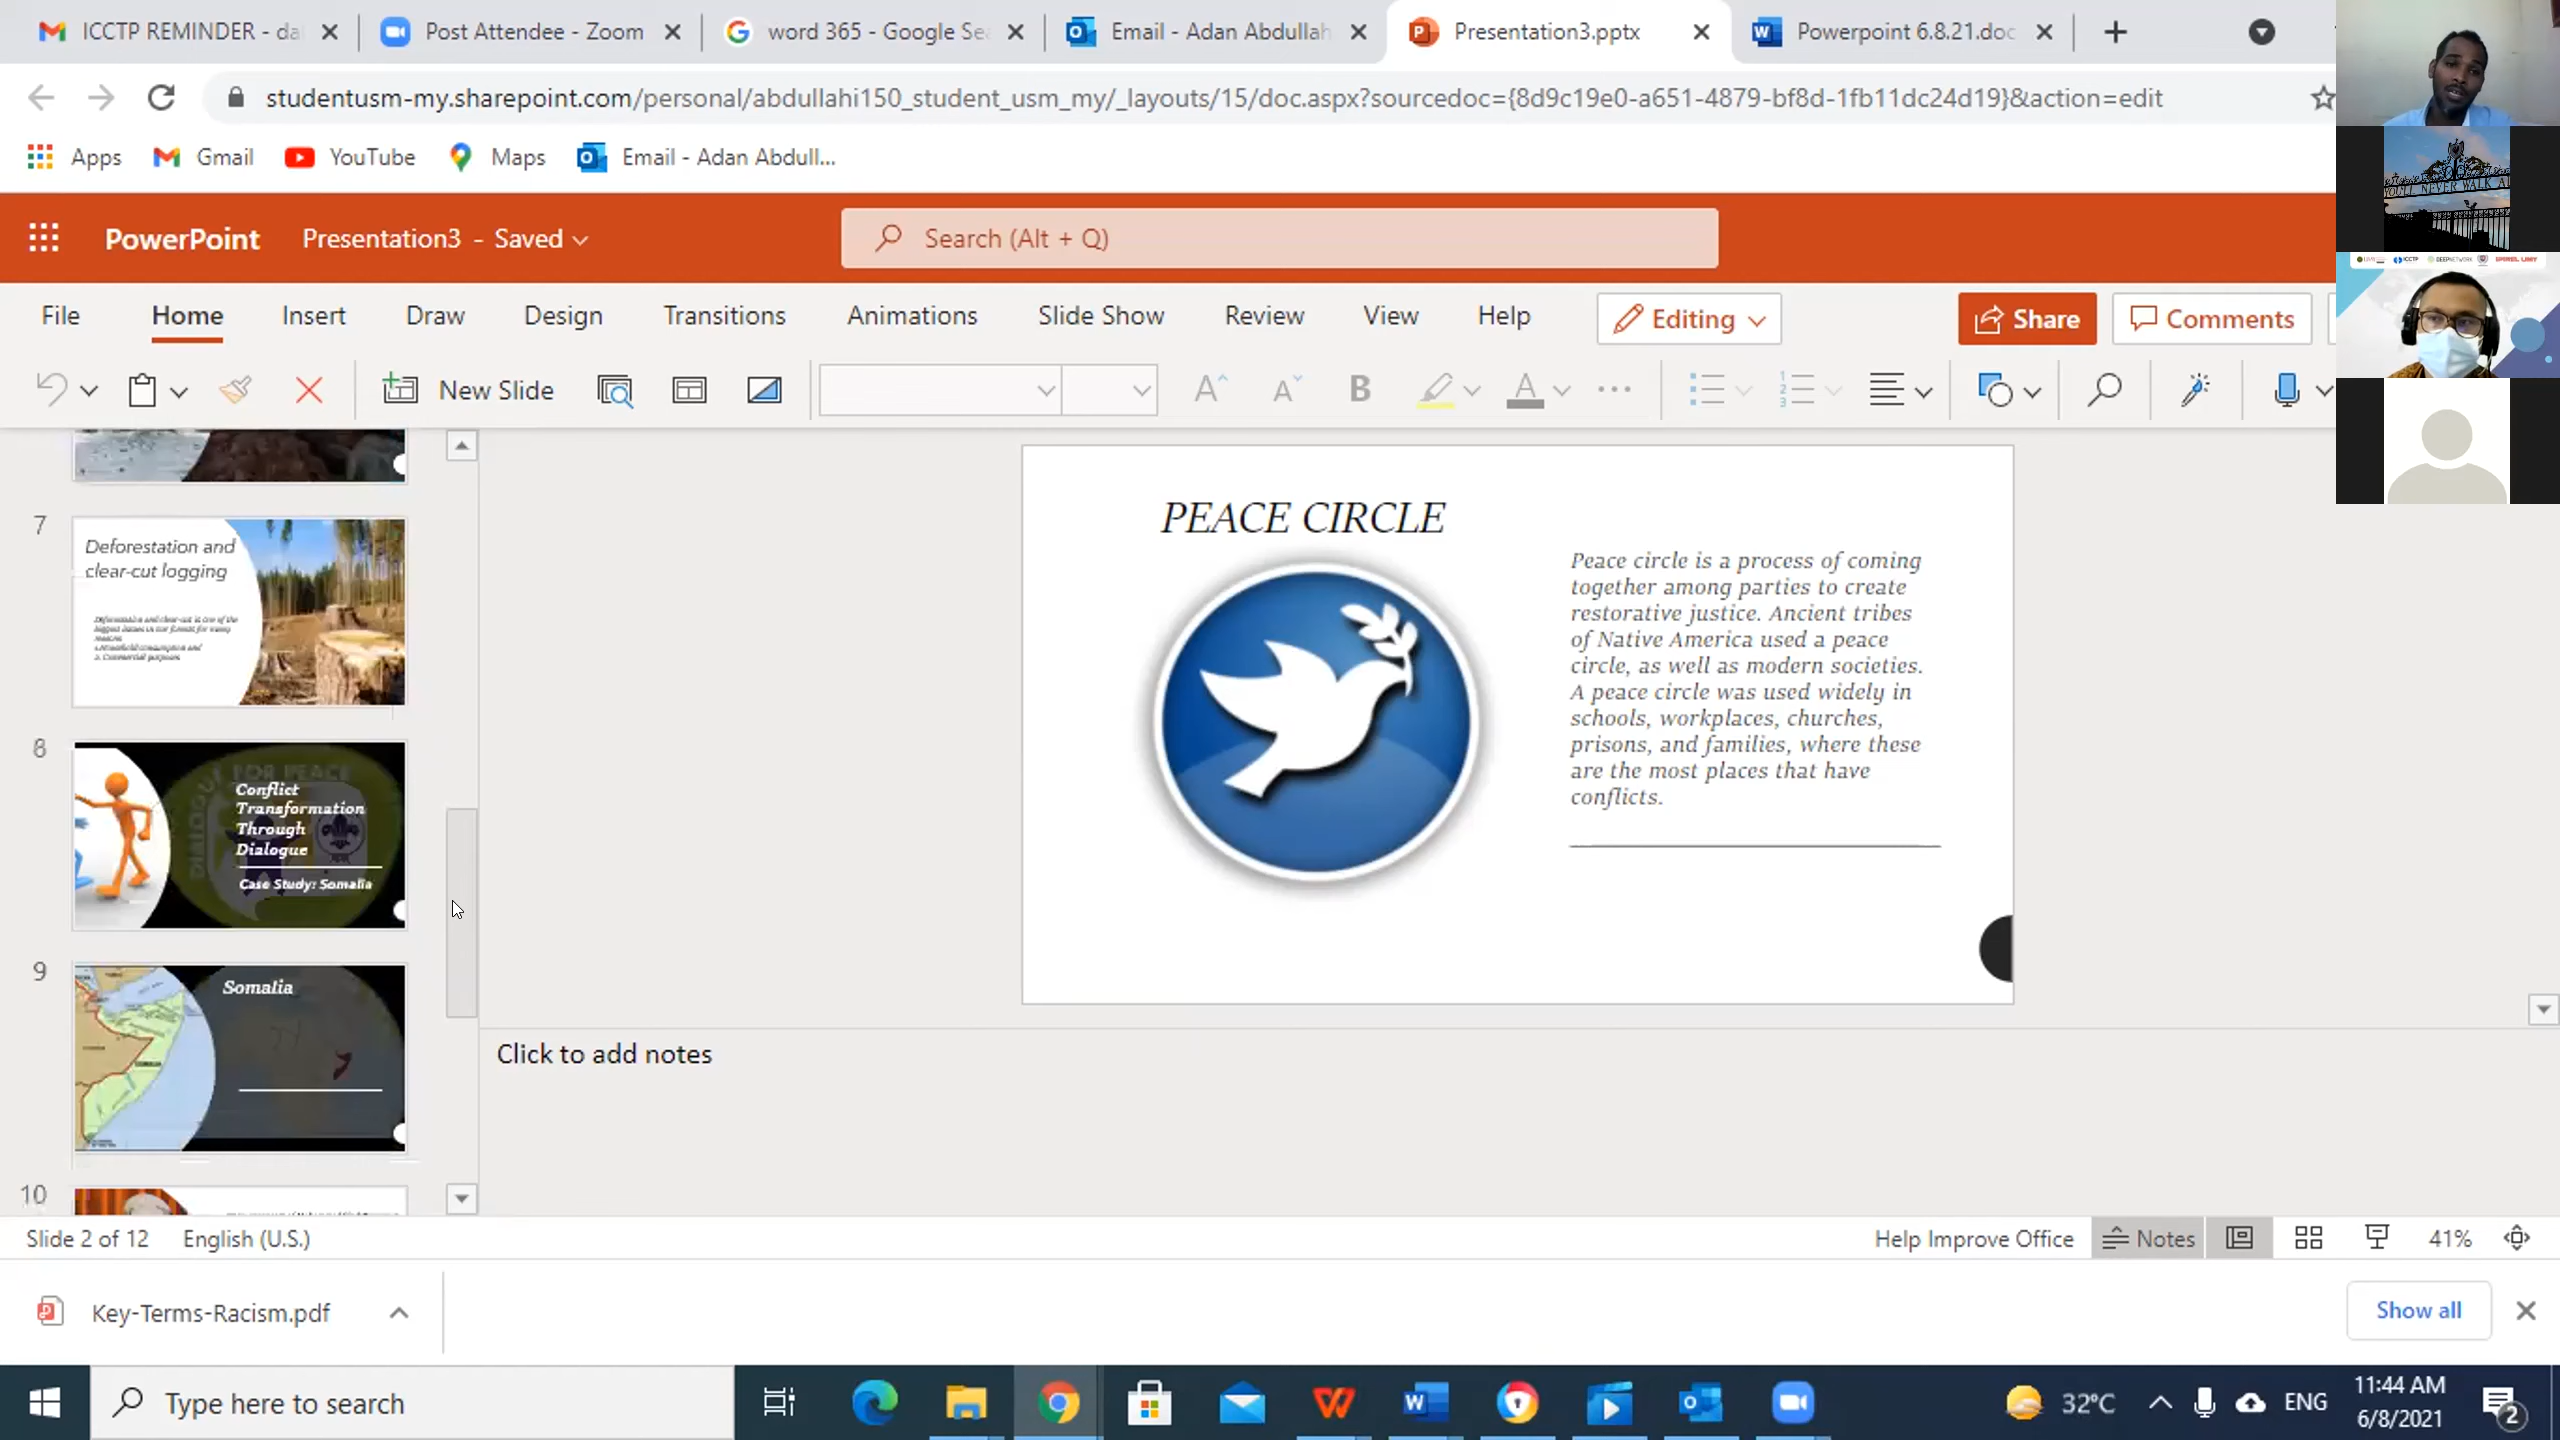 ICCTP REMINDER - da
Post Attendee - Zoom
word 365 - Google Se
Email - Adan Abdullah
Presentation3.pptx
Powerpoint 6.8.21.doc
studentusm-my.sharepoint.com/personal/abdullahi150_student_usm_my/_layouts/15/doc.aspx?sourcedoc={8d9c19e0-a651-4879-bf8d-1fb11dc24d19}&action=edit
Apps
Gmail
YouTube
Maps
Email - Adan Abdull...
PowerPoint
Presentation3 - Saved
Search (Alt + Q)
File
Home
Insert
Draw
Design
Transitions
Animations
Slide Show
Review
View
Help
Editing
Share
Comments
New Slide
7
Deforestation and
clear-cut logging
8
Conflict
Transformation
Through
Dialogue
Case Study: Somalia
9
Somalia
10
PEACE CIRCLE
Peace circle is a process of coming
together among parties to create
restorative justice. Ancient tribes
of Native America used a peace
circle, as well as modern societies.
A peace circle was used widely in
schools, workplaces, churches,
prisons, and families, where these
are the most places that have
conflicts.
Click to add notes
Slide 2 of 12
English (U.S.)
Help Improve Office
Notes
41%
Key-Terms-Racism.pdf
Show all
Type here to search
32°C
ENG
11:44 AM
6/8/2021
2
YOU'LL NEVER WALK A
ICCTP